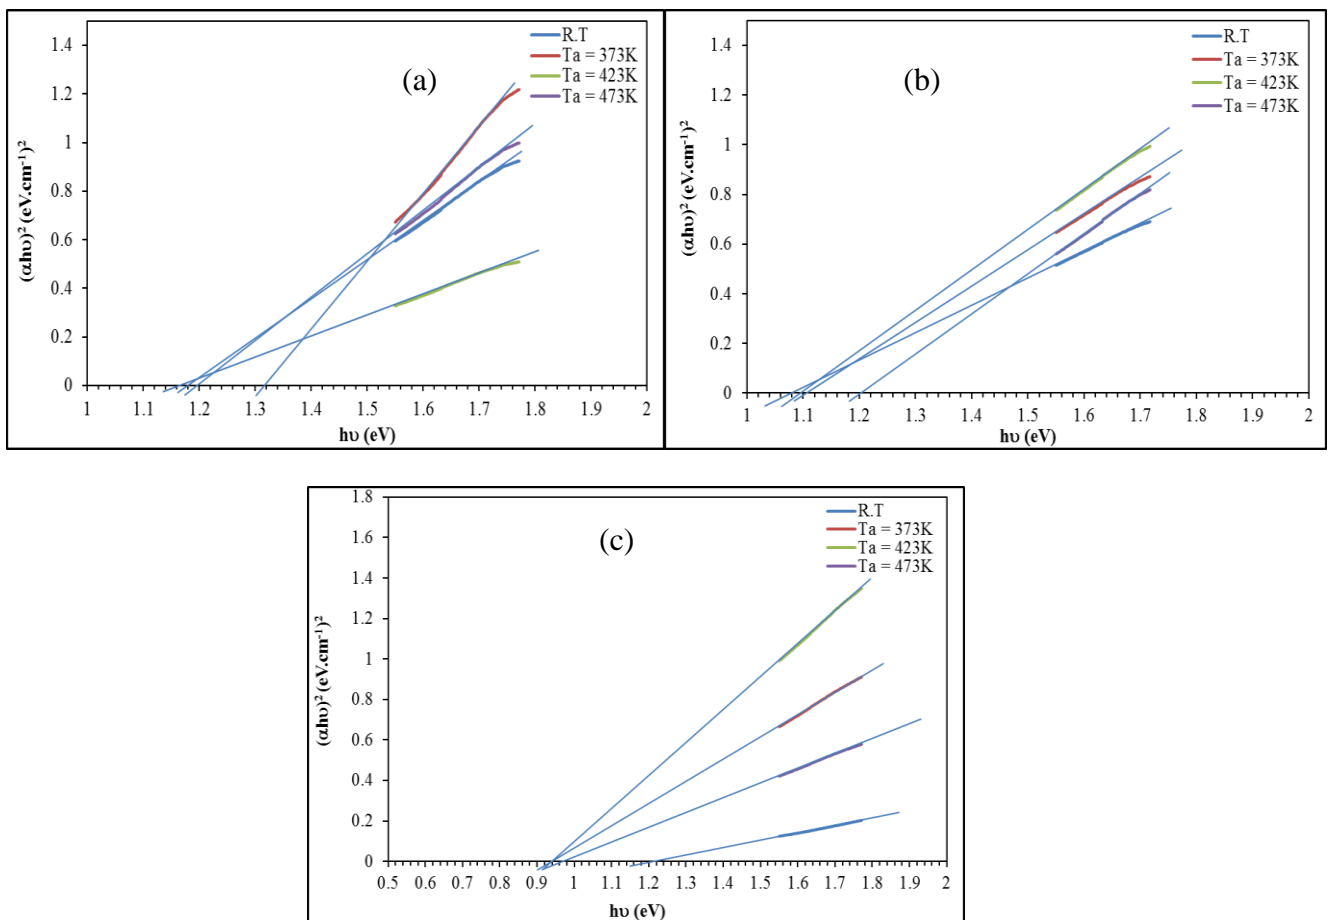 (a)
R.T
Ta = 373K
Ta = 423K
Ta = 473K
(αhυ)² (eV.cm⁻¹)²
1.4
1.2
1
0.8
0.6
0.4
0.2
0
1 1.1 1.2 1.3 1.4 1.5 1.6 1.7 1.8 1.9 2
hυ (eV)
(b)
R.T
Ta = 373K
Ta = 423K
Ta = 473K
(αhυ)² (eV.cm⁻¹)²
1.4
1.2
1
0.8
0.6
0.4
0.2
0
1 1.1 1.2 1.3 1.4 1.5 1.6 1.7 1.8 1.9 2
hυ (eV)
(c)
R.T
Ta = 373K
Ta = 423K
Ta = 473K
(αhυ)² (eV.cm⁻¹)²
1.8
1.6
1.4
1.2
1
0.8
0.6
0.4
0.2
0
0.5 0.6 0.7 0.8 0.9 1 1.1 1.2 1.3 1.4 1.5 1.6 1.7 1.8 1.9 2
hυ (eV)